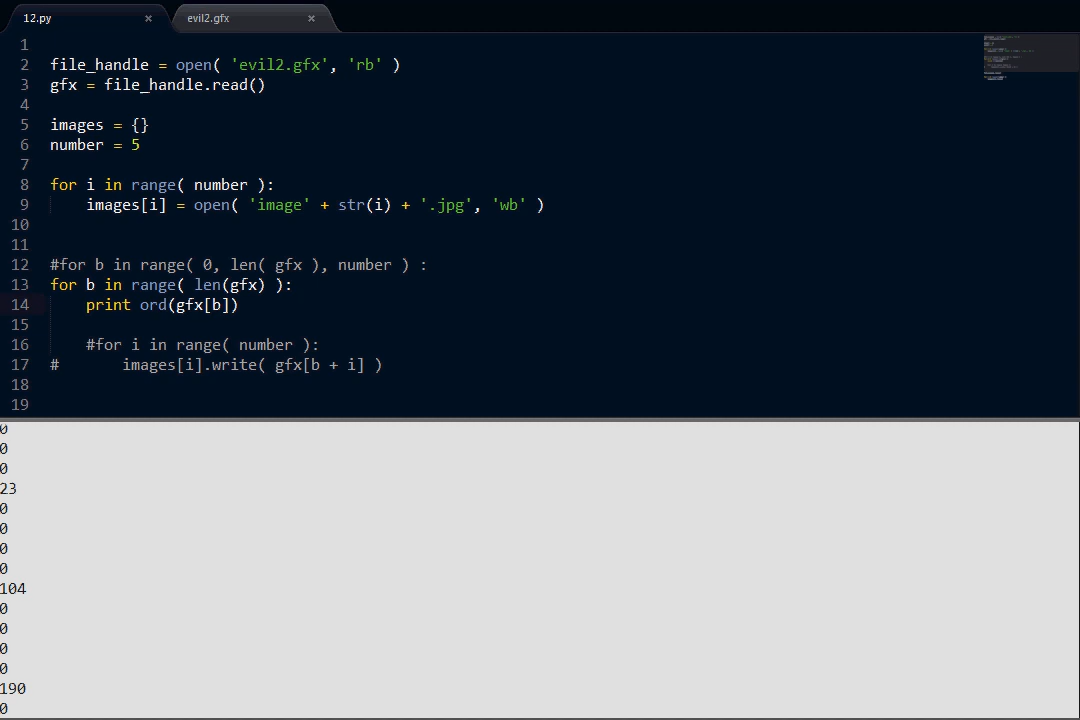 12.py × evil2.gfx ×
1
2 file_handle = open( 'evil2.gfx', 'rb' )
3 gfx = file_handle.read()
4
5 images = {}
6 number = 5
7
8 for i in range( number ):
9 images[i] = open( 'image' + str(i) + '.jpg', 'wb' )
10
11
12 #for b in range( 0, len( gfx ), number ) :
13 for b in range( len(gfx) ):
14 print ord(gfx[b])
15
16 #for i in range( number ):
17 # images[i].write( gfx[b + i] )
18
19
0
0
0
23
0
0
0
0
104
0
0
0
0
190
0